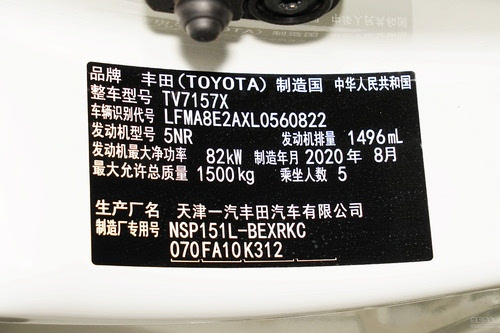 品牌 丰田(TOYOTA) 制造国 中华人民共和国
整车型号 TV7157X
车辆识别代号 LFMA8E2AXL0560822
发动机型号 5NR 发动机排量 1496mL
发动机最大净功率 82kW 制造年月 2020年 8月
最大允许总质量 1500kg 乘坐人数 5
生产厂名 天津一汽丰田汽车有限公司
制造厂专用号 NSP151L-BEXRKC
070FA10K312